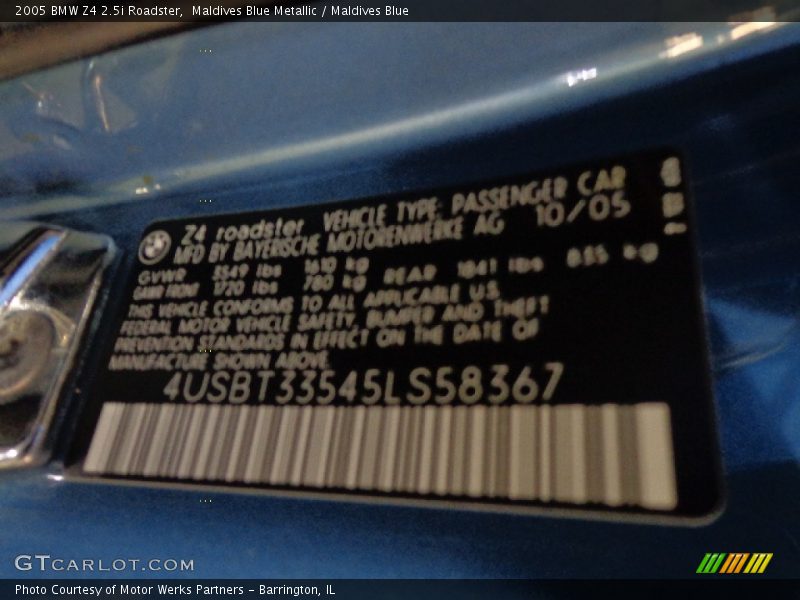 2005 BMW Z4 2.5i Roadster, Maldives Blue Metallic / Maldives Blue
Z4 roadster VEHICLE TYPE: PASSENGER CAR
MFD BY BAYERISCHE MOTORENWERKE AG 10/05
GVWR 3549 lbs 1610 kg
GAWR FRONT 1720 lbs 780 kg REAR 1841 lbs 835 kg
THIS VEHICLE CONFORMS TO ALL APPLICABLE U.S.
FEDERAL MOTOR VEHICLE SAFETY, BUMPER AND THEFT
PREVENTION STANDARDS IN EFFECT ON THE DATE OF
MANUFACTURE SHOWN ABOVE.
4USBT33545LS58367
GTCARLOT.COM
Photo Courtesy of Motor Werks Partners - Barrington, IL